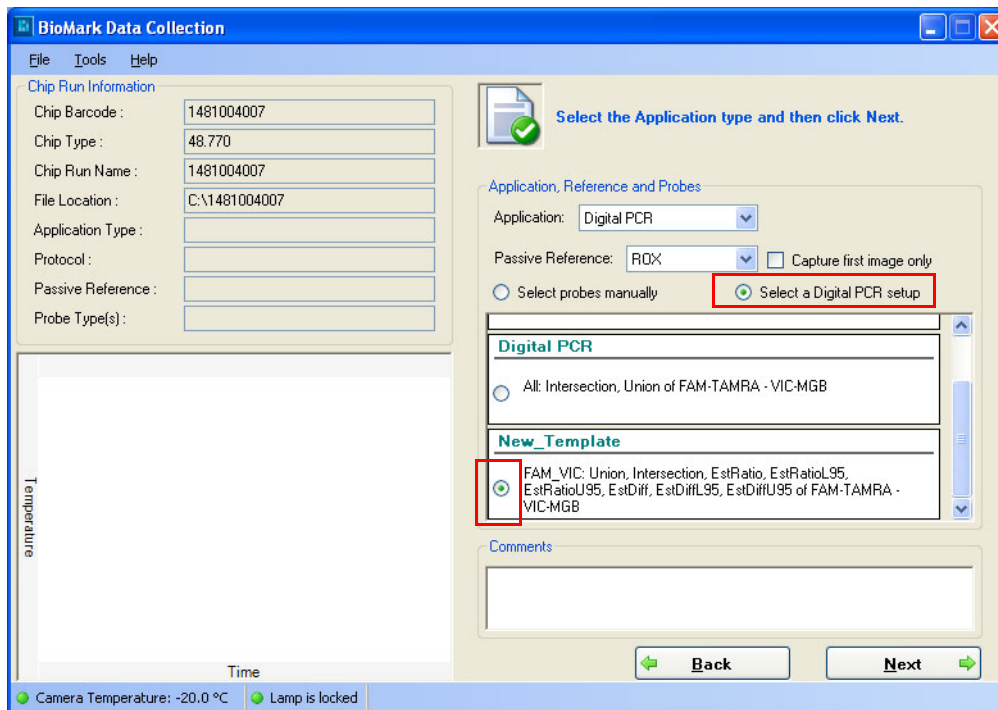 BioMark Data Collection
File Tools Help
Chip Run Information
Chip Barcode : 1481004007
Chip Type : 48.770
Chip Run Name : 1481004007
File Location : C:\1481004007
Application Type :
Protocol :
Passive Reference :
Probe Type(s) :
Temperature
Time
Select the Application type and then click Next.
Application, Reference and Probes
Application: Digital PCR
Passive Reference: ROX Capture first image only
Select probes manually Select a Digital PCR setup
Digital PCR
All: Intersection, Union of FAM-TAMRA - VIC-MGB
New_Template
FAM_VIC: Union, Intersection, EstRatio, EstRatioL95,
EstRatioU95, EstDiff, EstDiffL95, EstDiffU95 of FAM-TAMRA -
VIC-MGB
Comments
Back Next
Camera Temperature: -20.0 ºC Lamp is locked